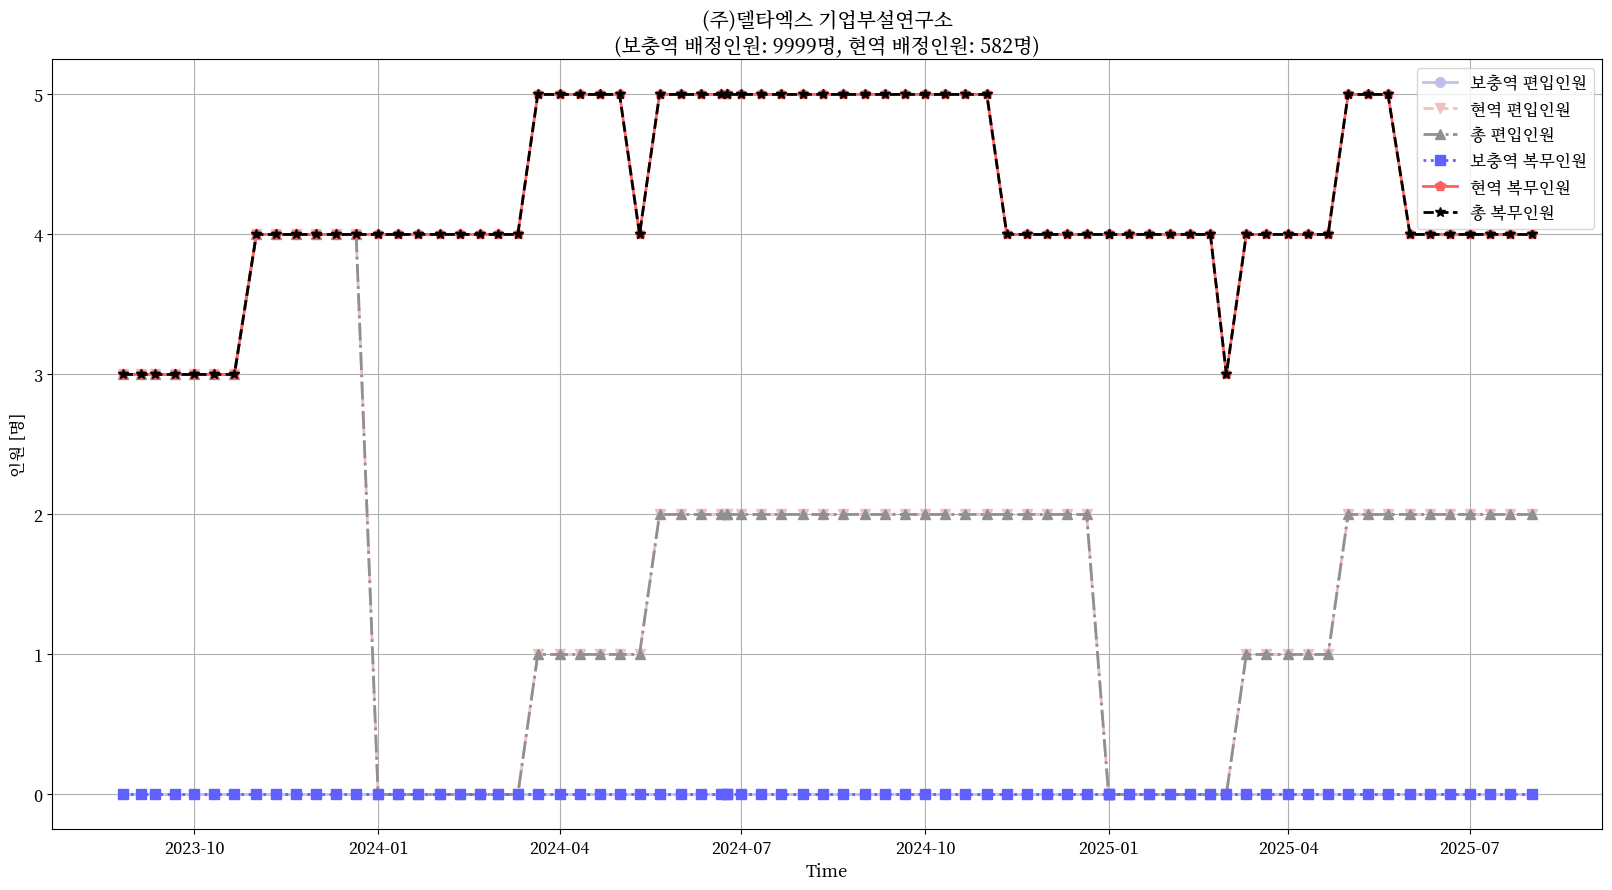 (주)델타엑스 기업부설연구소
(보충역 배정인원: 9999명, 현역 배정인원: 582명)
보충역 편입인원
현역 편입인원
총 편입인원
보충역 복무인원
현역 복무인원
총 복무인원
인원 [명]
5
4
3
2
1
0
2023-10
2024-01
2024-04
2024-07
2024-10
2025-01
2025-04
2025-07
Time